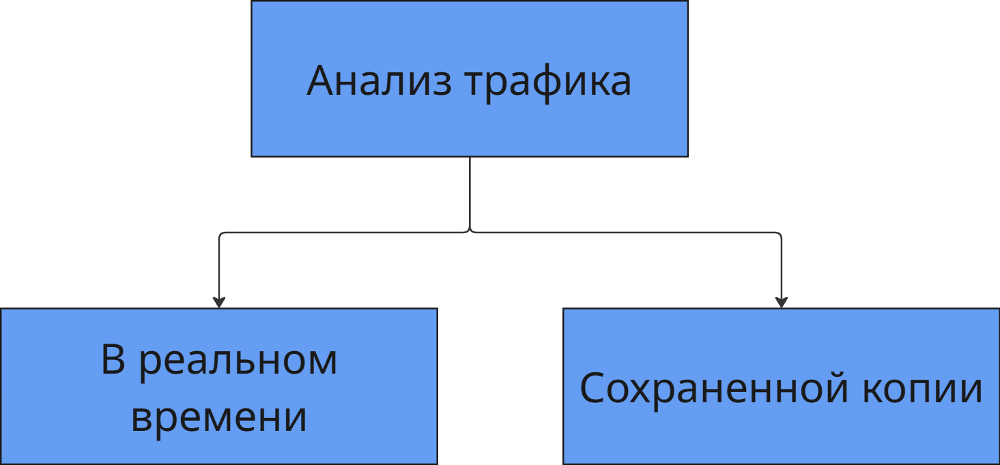 Анализ трафика
В реальном
времени
Сохраненной копии